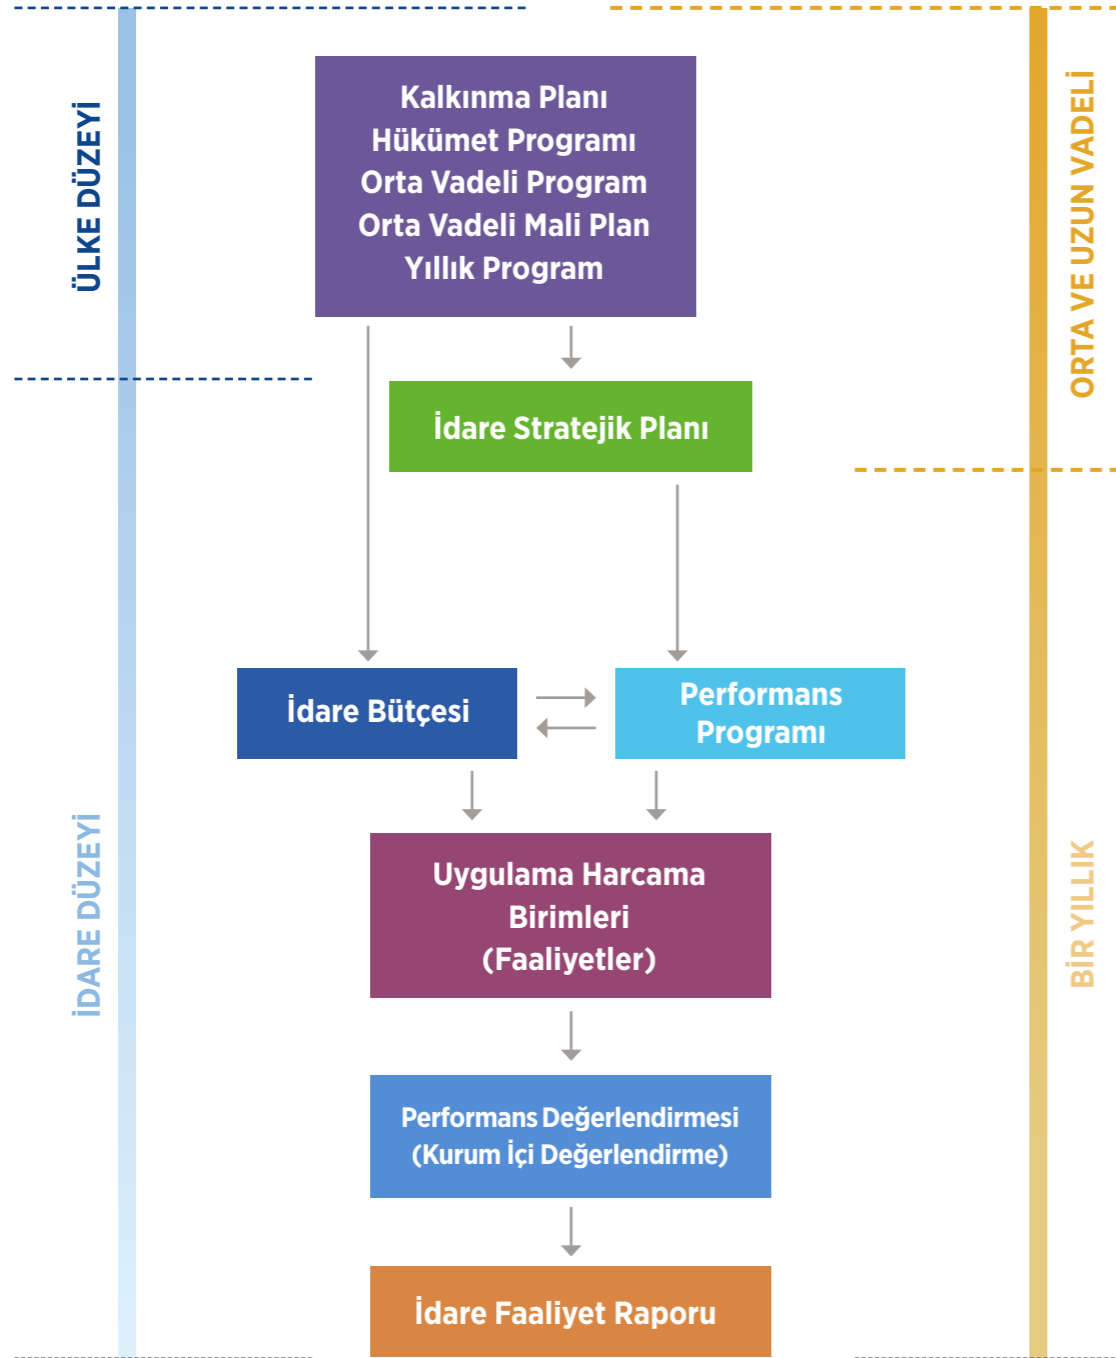 ÜLKE DÜZEYİ
ORTA VE UZUN VADELİ
Kalkınma Planı
Hükümet Programı
Orta Vadeli Program
Orta Vadeli Mali Plan
Yıllık Program
İdare Stratejik Planı
İDARE DÜZEYİ
BİR YILLIK
İdare Bütçesi
Performans
Programı
Uygulama Harcama
Birimleri
(Faaliyetler)
Performans Değerlendirmesi
(Kurum İçi Değerlendirme)
İdare Faaliyet Raporu